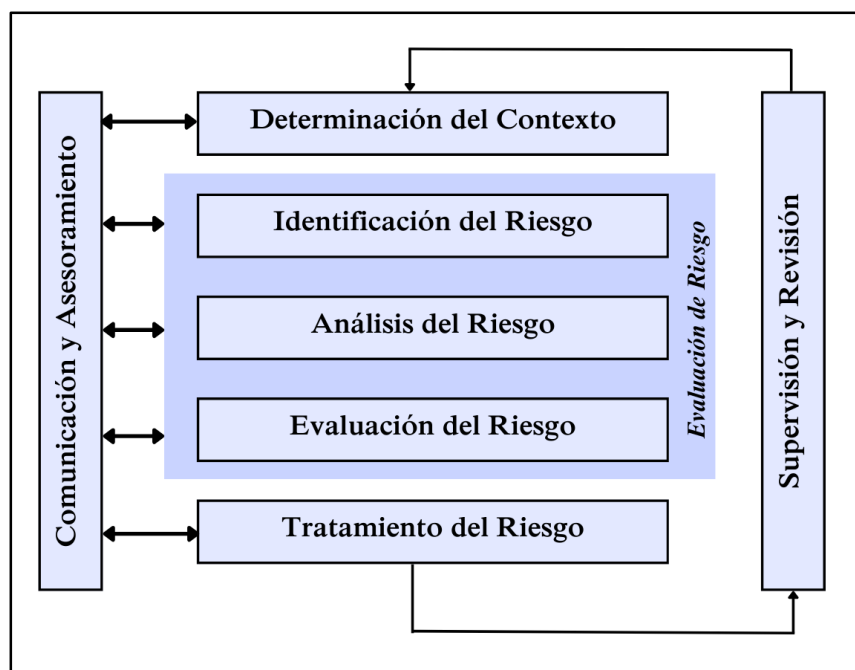 Comunicación y Asesoramiento
Determinación del Contexto
Identificación del Riesgo
Análisis del Riesgo
Evaluación del Riesgo
Evaluación de Riesgo
Tratamiento del Riesgo
Supervisión y Revisión